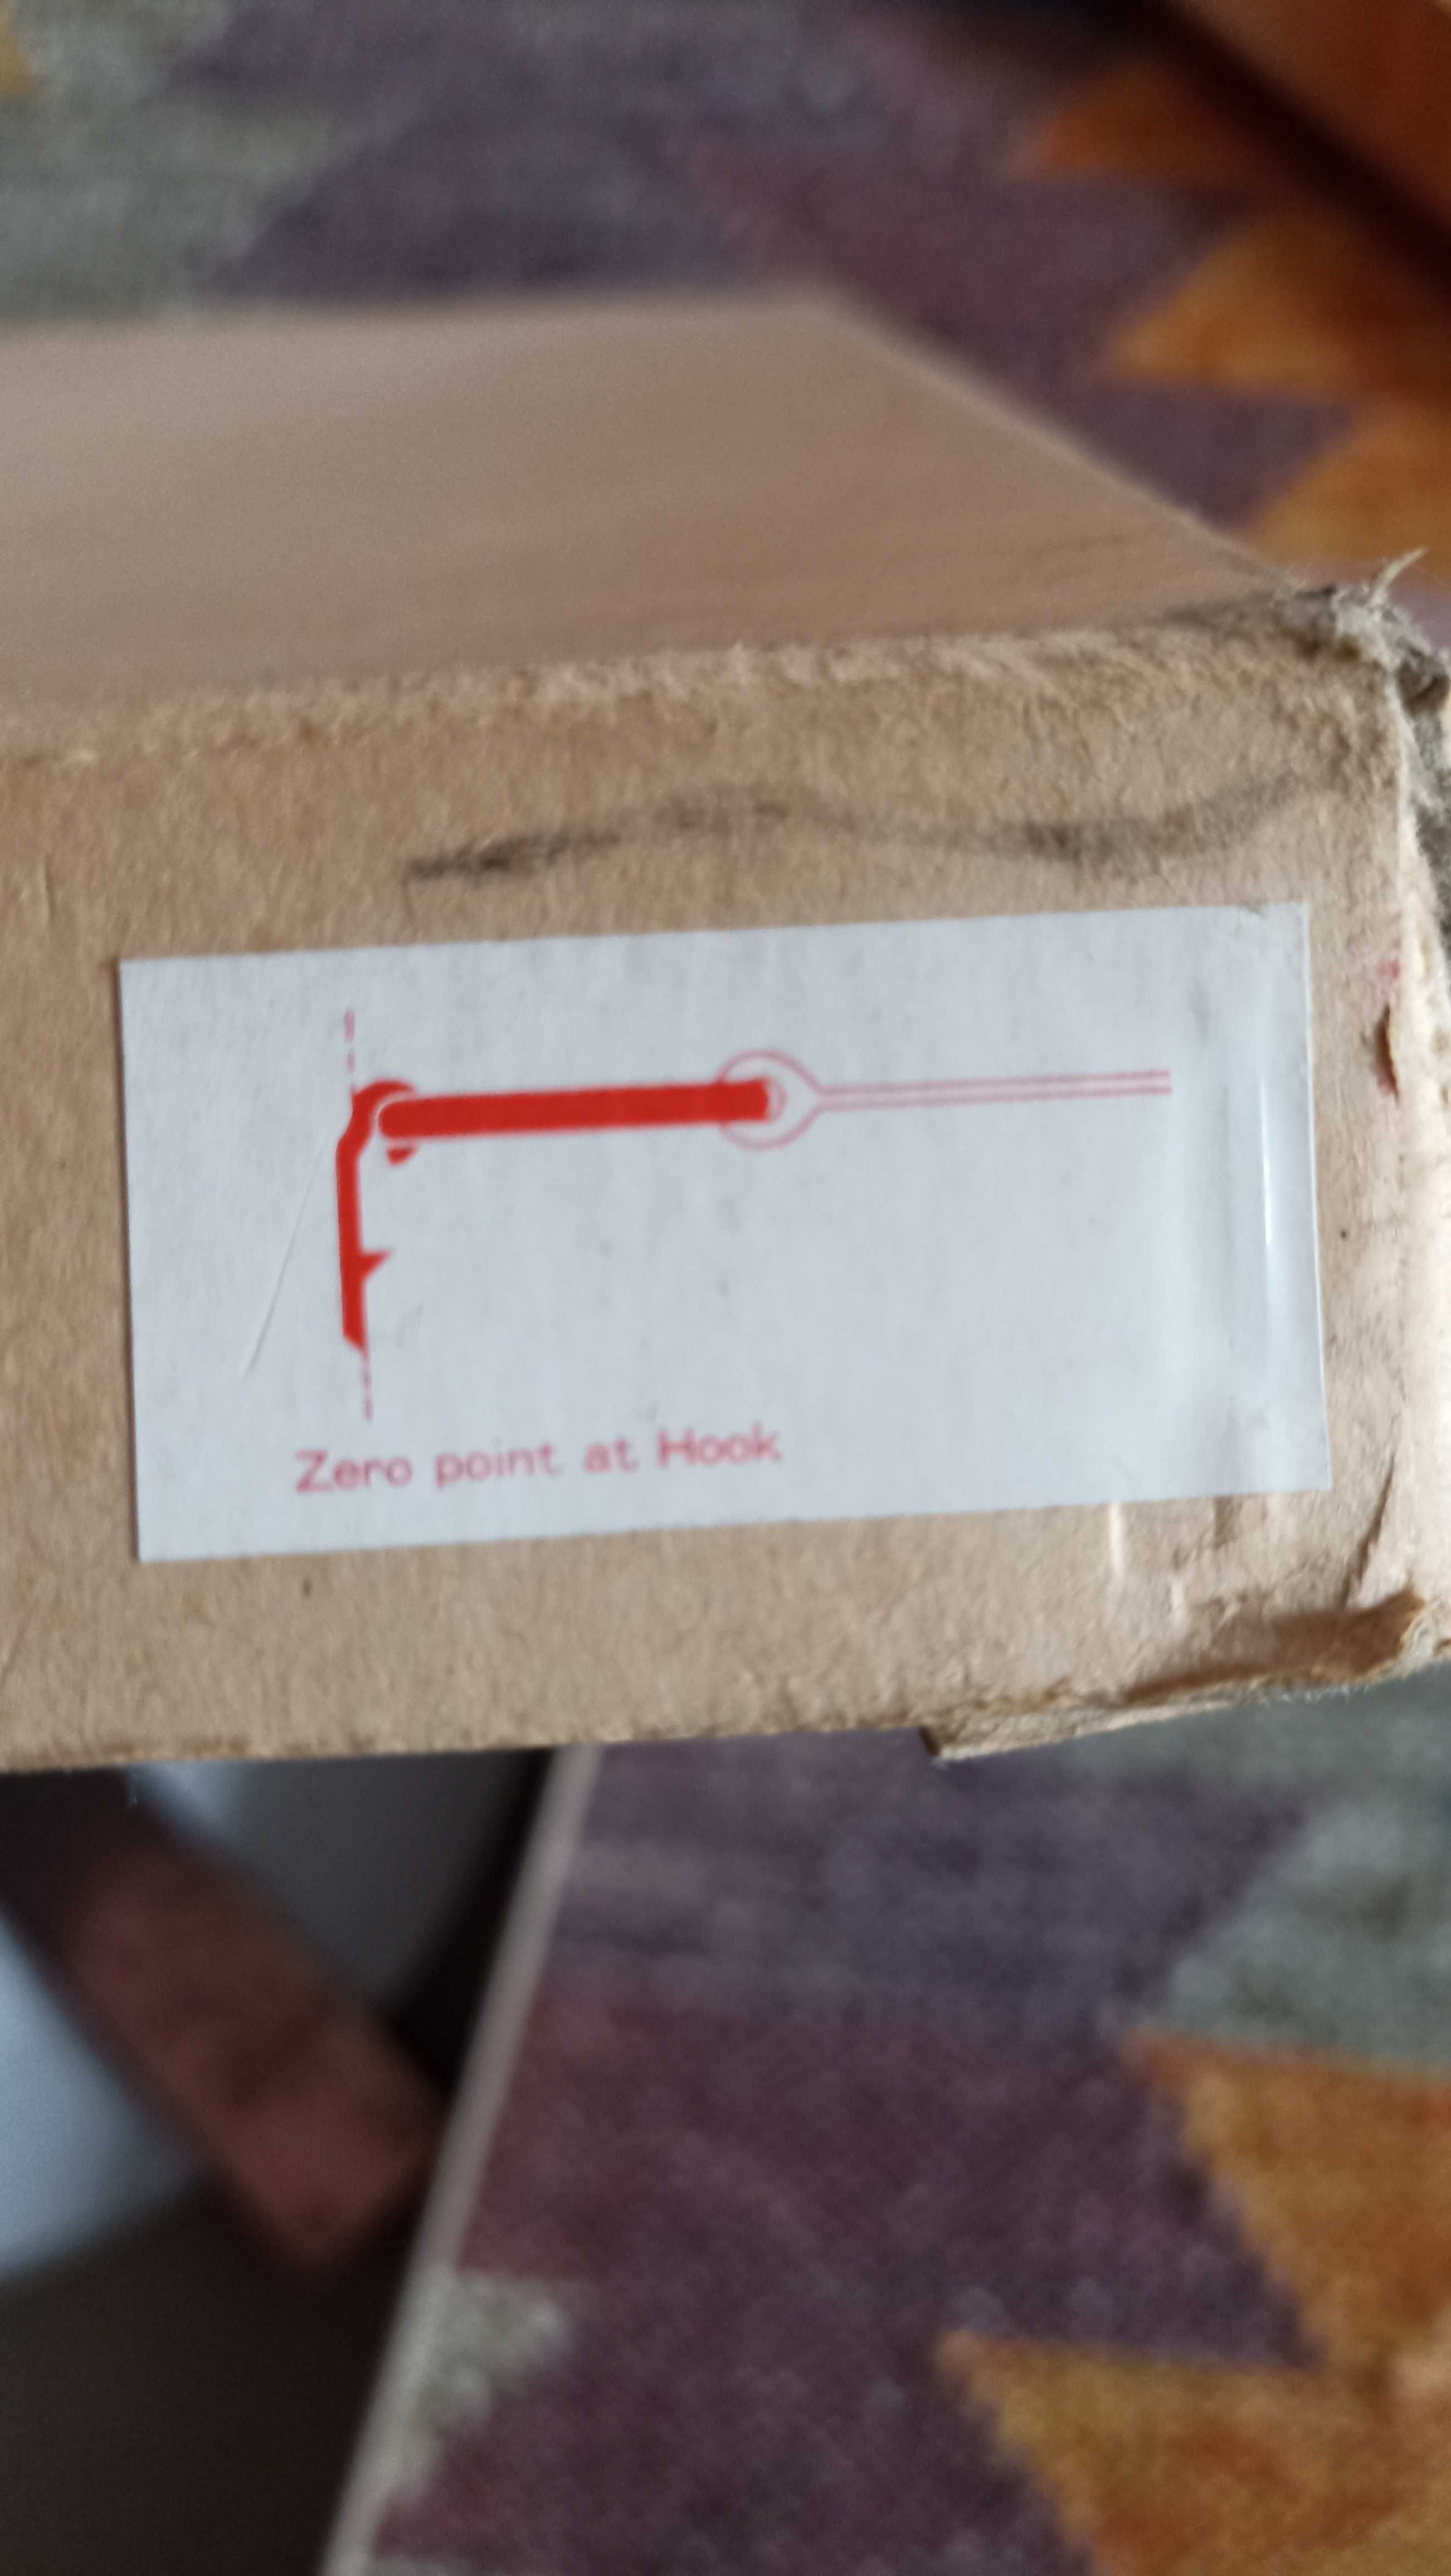 Zero point at Hook